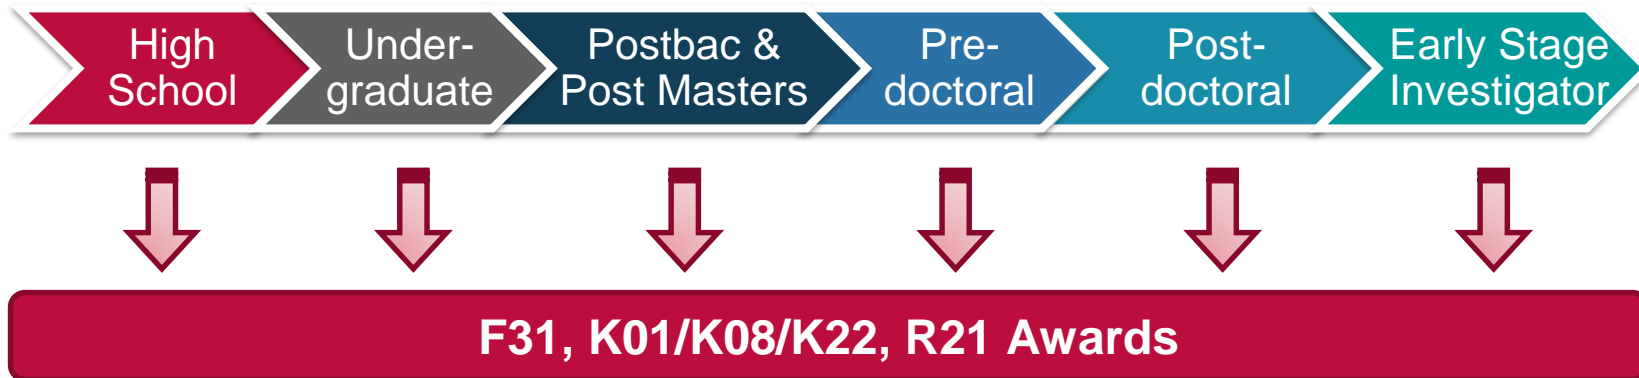 High
School
Under-
graduate
Postbac &
Post Masters
Pre-
doctoral
Post-
doctoral
Early Stage
Investigator
F31, K01/K08/K22, R21 Awards